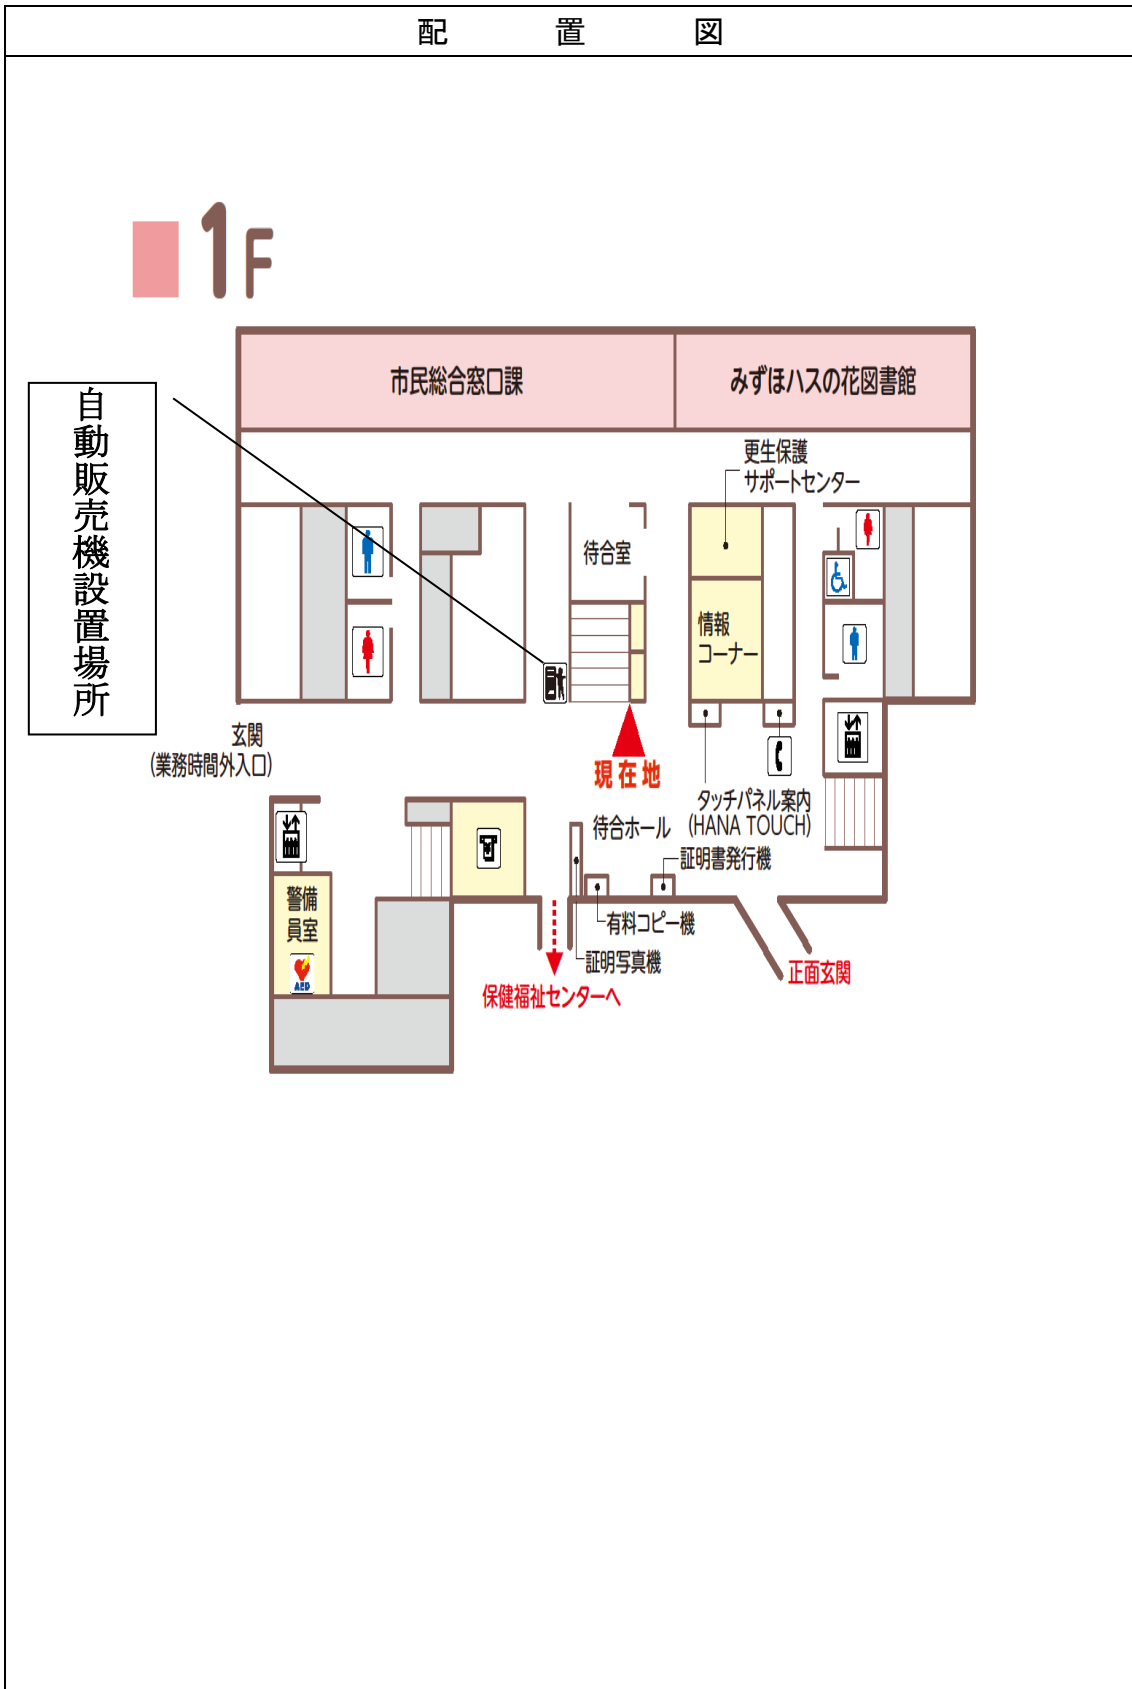 配置図
1F
自動販売機設置場所
市民総合窓口課
みずほハスの花図書館
更生保護
サポートセンター
待合室
情報
コーナー
玄関
(業務時間外入口)
現在地
タッチパネル案内
(HANA TOUCH)
待合ホール
証明書発行機
警備
員室
AED
有料コピー機
証明写真機
正面玄関
保健福祉センターへ